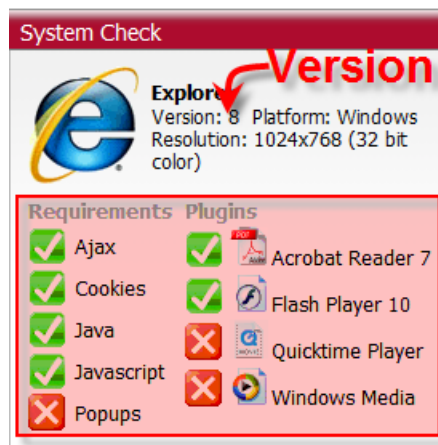 System Check
Version
Explorer
Version: 8 Platform: Windows
Resolution: 1024x768 (32 bit
color)
Requirements Plugins
Ajax
Acrobat Reader 7
Cookies
Flash Player 10
Java
Quicktime Player
Javascript
Windows Media
Popups